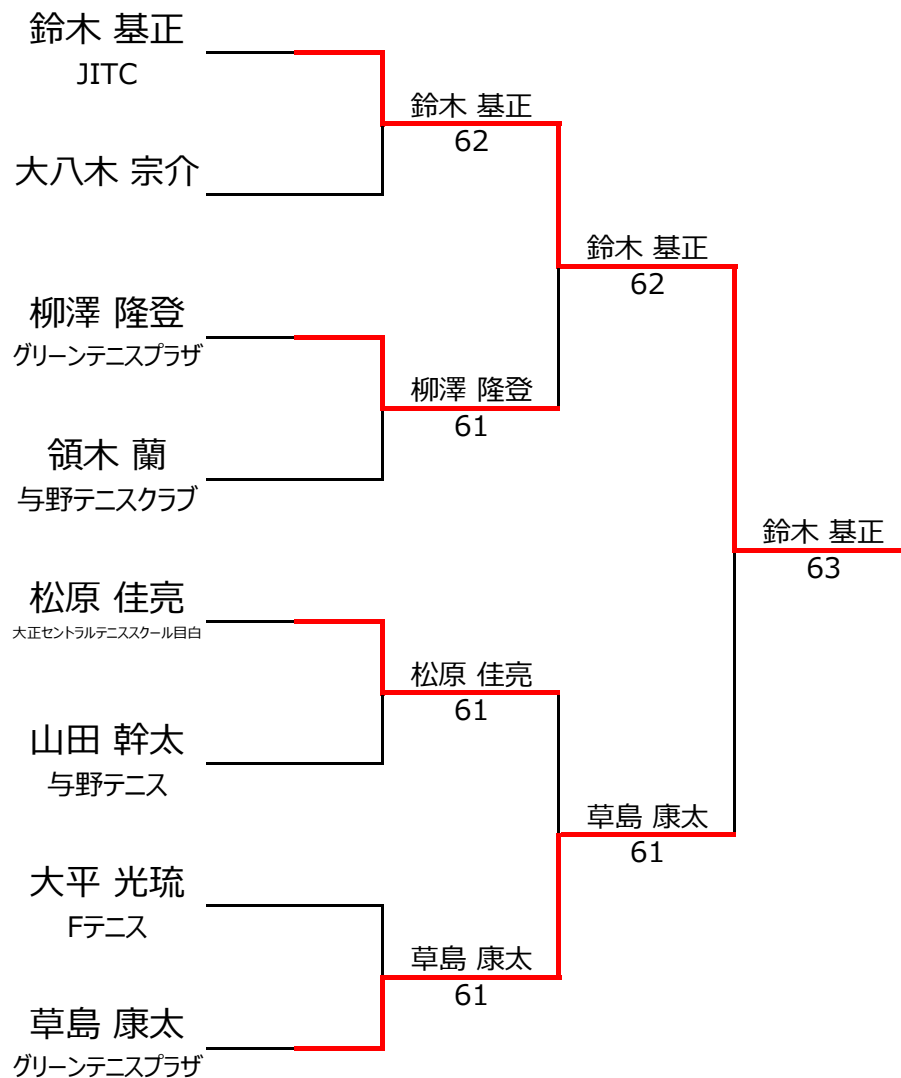 鈴木 基正
JITC
大八木 宗介
柳澤 隆登
グリーンテニスプラザ
領木 蘭
与野テニスクラブ
松原 佳亮
大正セントラルテニススクール目白
山田 幹太
与野テニス
大平 光琉
Fテニス
草島 康太
グリーンテニスプラザ
鈴木 基正
62
柳澤 隆登
61
松原 佳亮
61
草島 康太
61
鈴木 基正
62
草島 康太
61
鈴木 基正
63